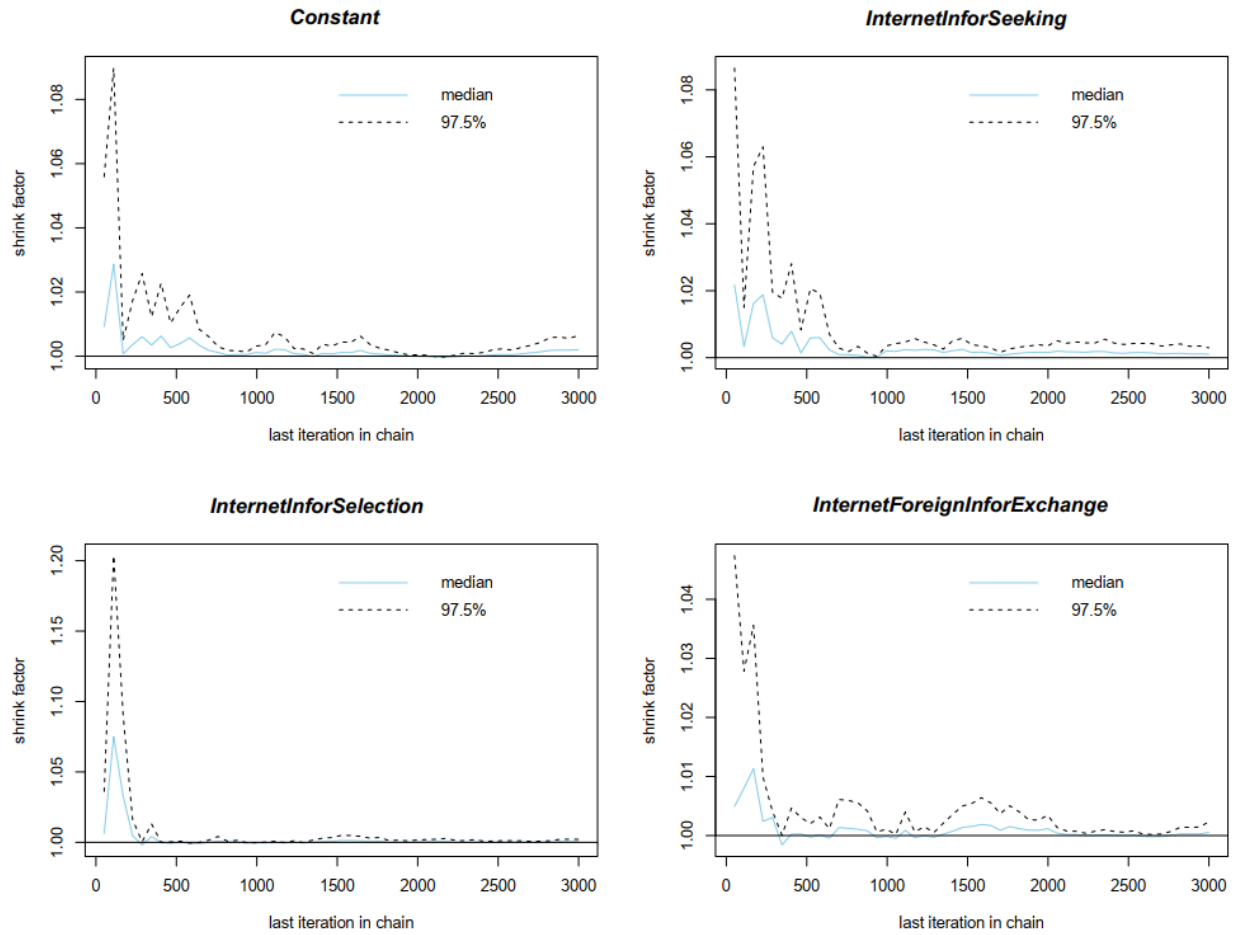 Constant
shrink factor
1.00 1.02 1.04 1.06 1.08
median
97.5%
0 500 1000 1500 2000 2500 3000
last iteration in chain
InternetInforSeeking
shrink factor
1.00 1.02 1.04 1.06 1.08
median
97.5%
0 500 1000 1500 2000 2500 3000
last iteration in chain
InternetInforSelection
shrink factor
1.00 1.05 1.10 1.15 1.20
median
97.5%
0 500 1000 1500 2000 2500 3000
last iteration in chain
InternetForeignInforExchange
shrink factor
1.00 1.01 1.02 1.03 1.04
median
97.5%
0 500 1000 1500 2000 2500 3000
last iteration in chain